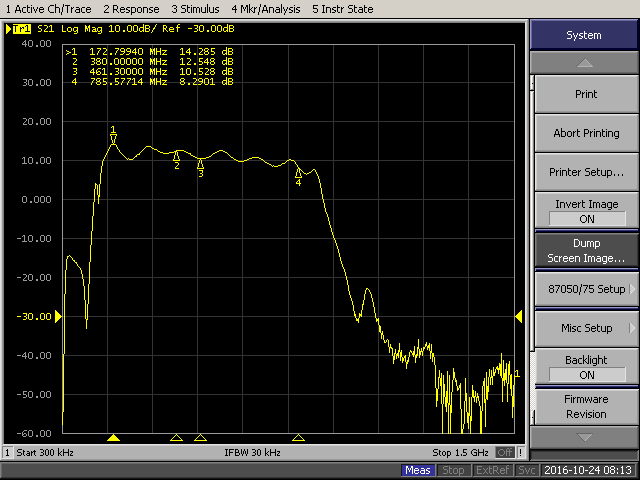 1 Active Ch/Trace 2 Response 3 Stimulus 4 Mkr/Analysis 5 Instr State
Tr1 S21 Log Mag 10.00dB/ Ref -30.00dB
40.00
>1 172.79940 MHz 14.285 dB
2 380.00000 MHz 12.548 dB
3 461.30000 MHz 10.528 dB
4 785.57714 MHz 8.2901 dB
30.00
20.00
10.00
0.000
-10.00
-20.00
-30.00
-40.00
-50.00
-60.00
1
2
3
4
1
1 Start 300 kHz IFBW 30 kHz Stop 1.5 GHz Off !
System
Print
Abort Printing
Printer Setup...
Invert Image
ON
Dump
Screen Image...
87050/75 Setup
Misc Setup
Backlight
ON
Firmware
Revision
Meas Stop ExtRef Svc 2016-10-24 08:13